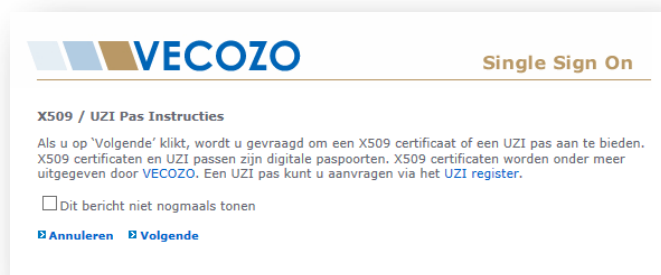 VECOZO
Single Sign On
X509 / UZI Pas Instructies
Als u op 'Volgende' klikt, wordt u gevraagd om een X509 certificaat of een UZI pas aan te bieden.
X509 certificaten en UZI passen zijn digitale paspoorten. X509 certificaten worden onder meer
uitgegeven door VECOZO. Een UZI pas kunt u aanvragen via het UZI register.
Dit bericht niet nogmaals tonen
Annuleren Volgende